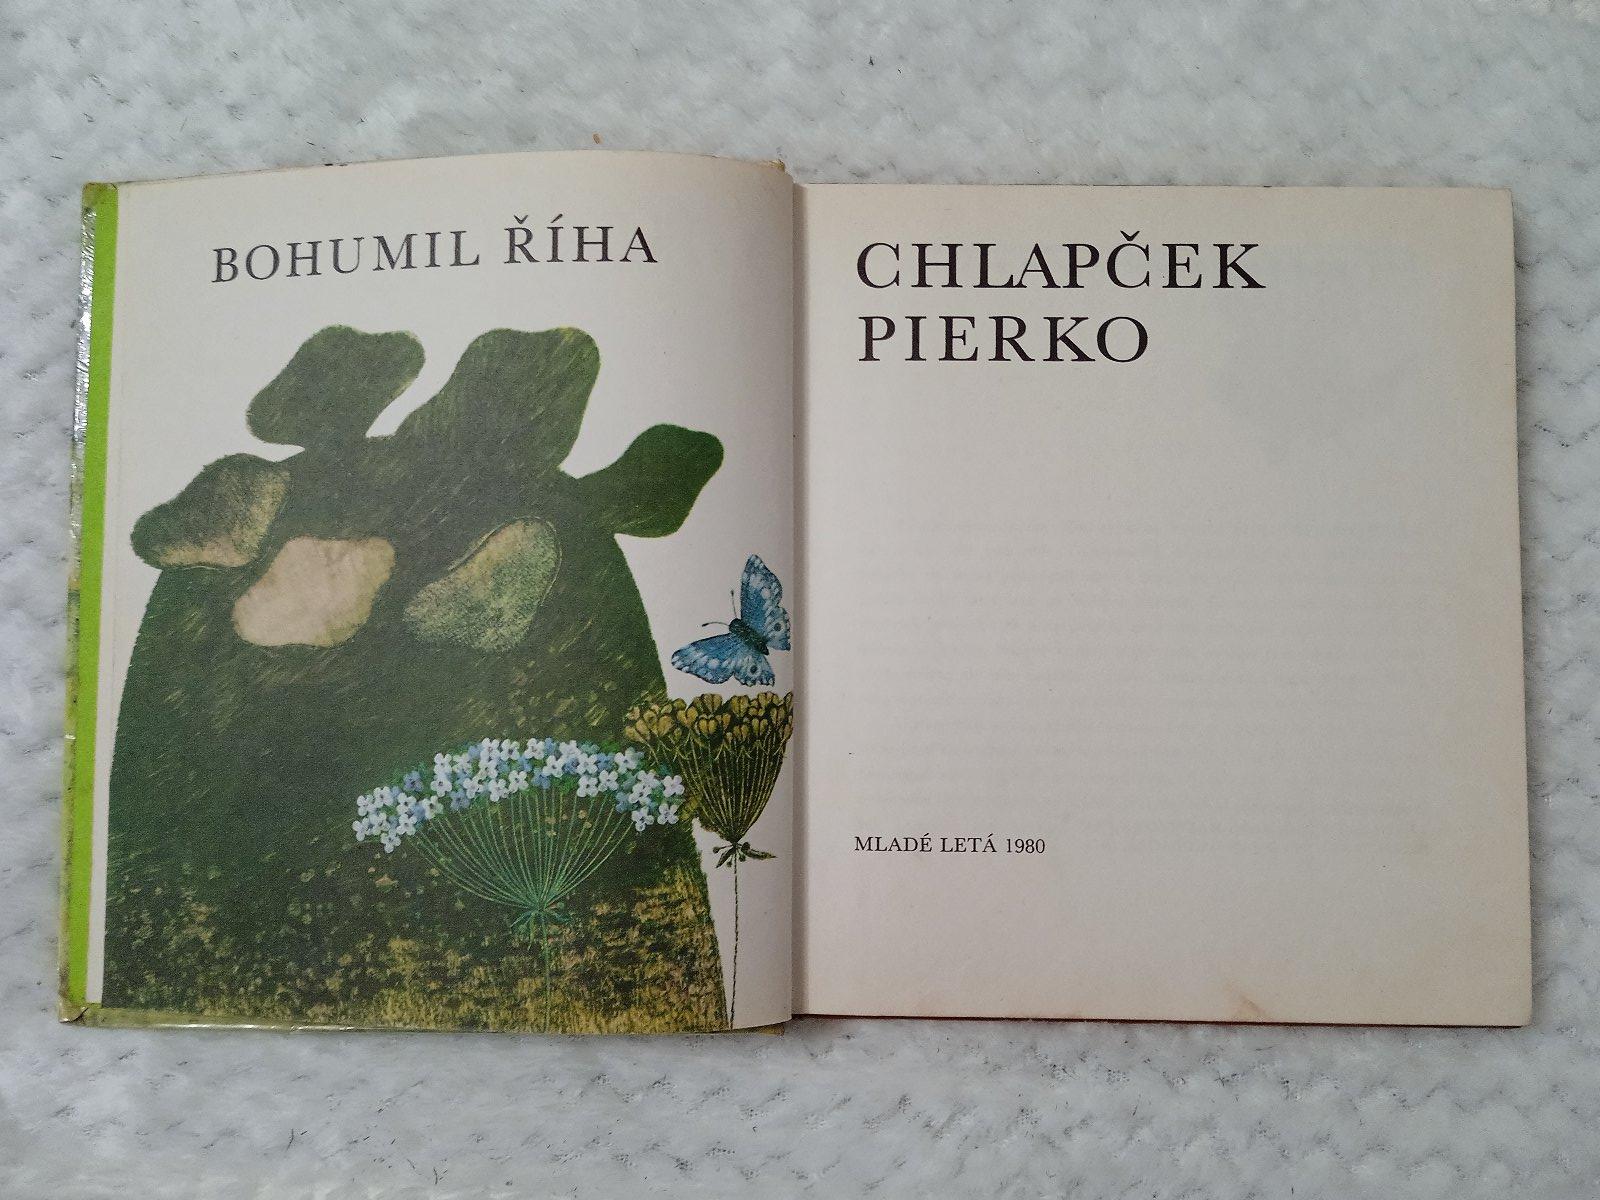 BOHUMIL ŘÍHA
CHLAPČEK
PIERKO
MLADÉ LETÁ 1980